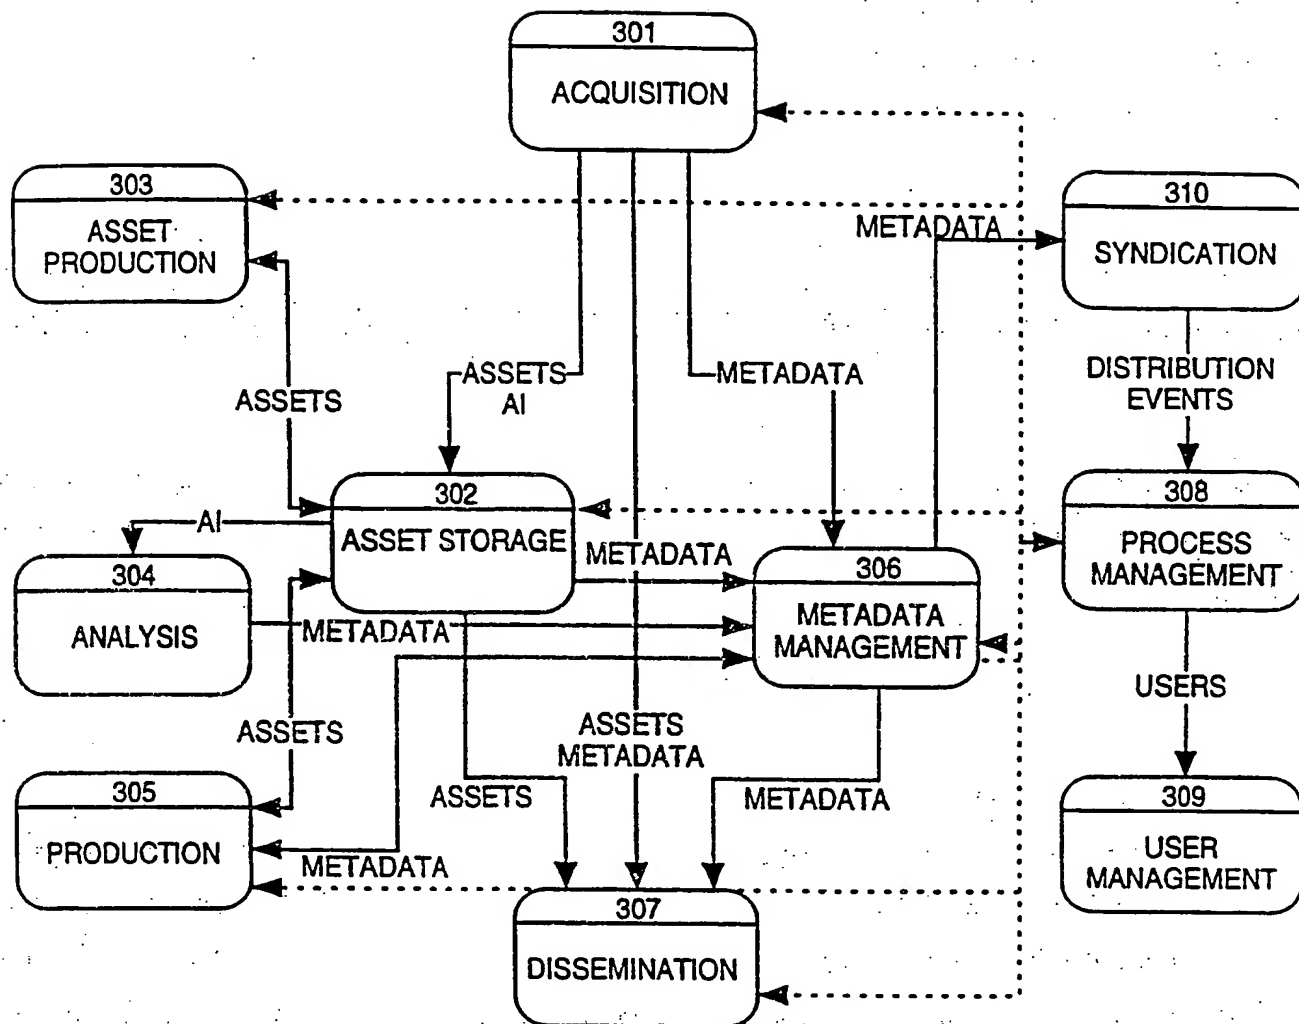 301
ACQUISITION
303
ASSET
PRODUCTION
310
SYNDICATION
METADATA
ASSETS
AI
METADATA
DISTRIBUTION
EVENTS
ASSETS
302
ASSET STORAGE
308
PROCESS
MANAGEMENT
AI
METADATA
304
ANALYSIS
306
METADATA
MANAGEMENT
METADATA
USERS
ASSETS
ASSETS
METADATA
305
PRODUCTION
ASSETS
METADATA
309
USER
MANAGEMENT
METADATA
307
DISSEMINATION